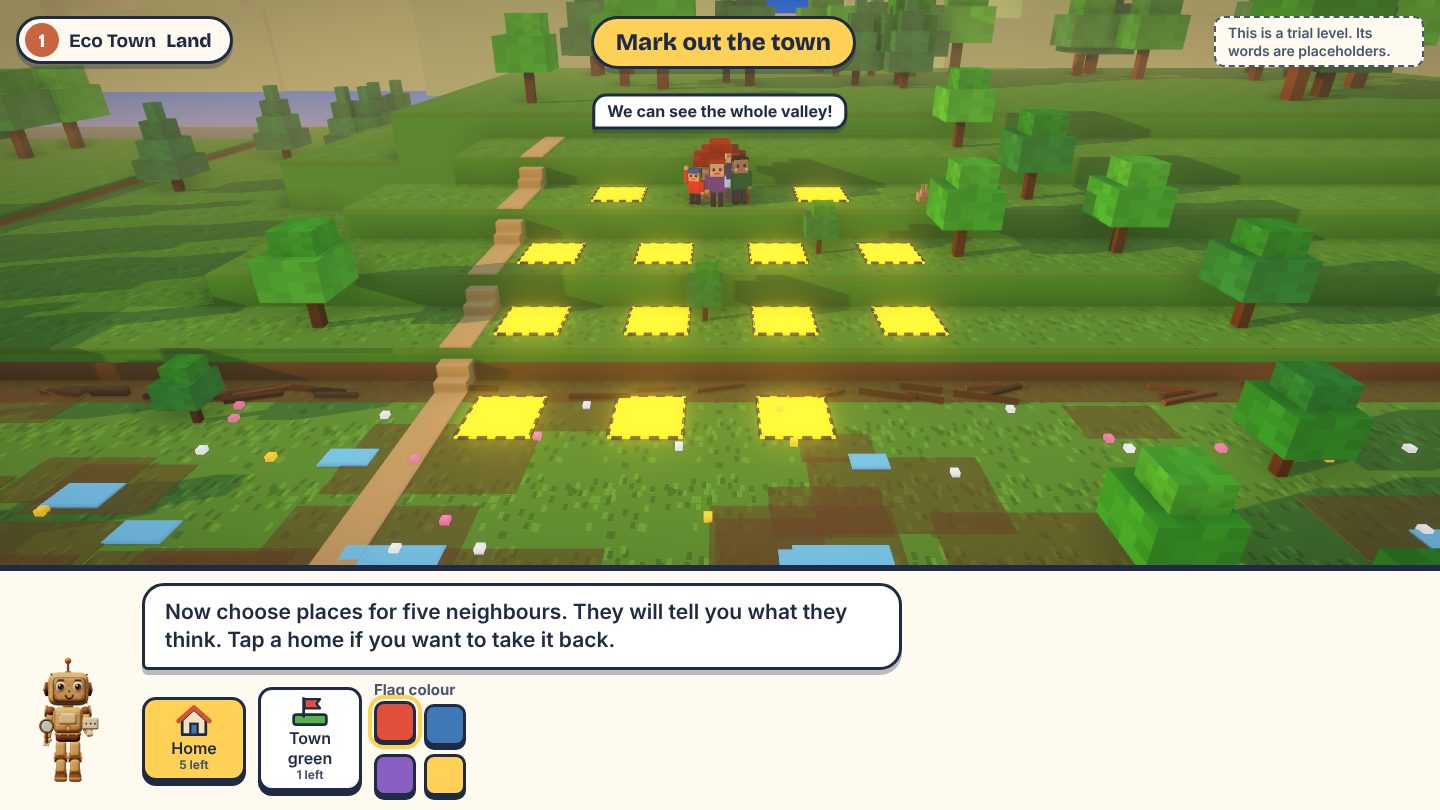 1 Eco Town Land
Mark out the town
This is a trial level. Its
words are placeholders.
We can see the whole valley!
Now choose places for five neighbours. They will tell you what they
think. Tap a home if you want to take it back.
Flag colour
Home
5 left
Town
green
1 left